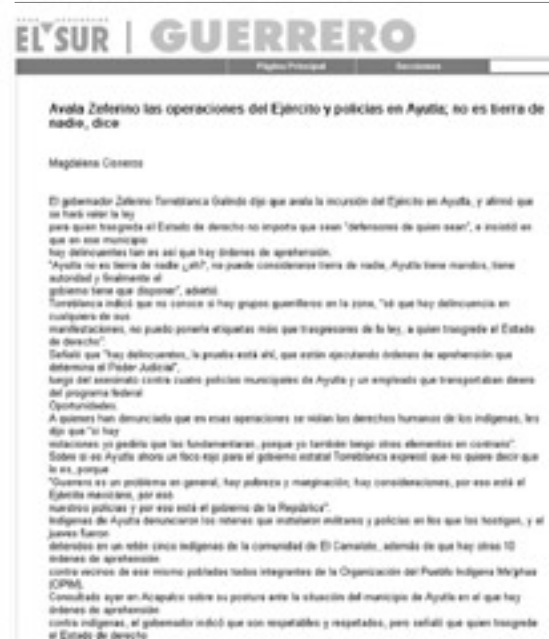 EL SUR | GUERRERO
Página Principal Secciones
Avala Zeferino las operaciones del Ejército y policías en Ayutla; no es tierra de
nadie, dice
Magdalena Cisneros
El gobernador Zeferino Torreblanca Galindo dijo que avala la incursión del Ejército en Ayutla, y afirmó que
se hará valer la ley
para quien trasgreda el Estado de derecho no importa que sean "defensores de quien sean", e insistió en
que en ese municipio
hay delincuentes tan es así que hay órdenes de aprehensión.
"Ayutla no es tierra de nadie ¿eh?, no puede considerarse tierra de nadie, Ayutla tiene mandos, tiene
autoridad y finalmente el
gobierno tiene que disponer", advirtió.
Torreblanca indicó que no conoce si hay grupos guerrilleros en la zona, "sé que hay delincuencia en
cualquiera de sus
manifestaciones, no puedo ponerle etiquetas más que trasgresores de la ley, a quien trasgrede el Estado
de derecho".
Señaló que "hay delincuentes, la prueba está ahí, que están ejecutando órdenes de aprehensión que
determina el Poder Judicial",
luego del asesinato contra cuatro policías municipales de Ayutla y un empleado que transportaban dinero
del programa federal
Oportunidades.
A quienes han denunciado que en esas operaciones se violan los derechos humanos de los indígenas, les
dijo que "si hay
violaciones yo pediría que las fundamentaran, porque yo también tengo otros elementos en contrario".
Sobre si es Ayutla ahora un foco rojo para el gobierno estatal Torreblanca expresó que no quiere decir que
lo es, porque
"Guerrero es un problema en general, hay pobreza y marginación; hay consideraciones, por eso está el
Ejército mexicano, por eso
nuestros policías y por eso está el gobierno de la República".
Indígenas de Ayutla denunciaron los retenes que instalaron militares y policías en los que los hostigan, y el
jueves fueron
detenidos en un retén cinco indígenas de la comunidad de El Camalote, además de que hay otras 10
órdenes de aprehensión
contra vecinos de ese mismo poblado todos integrantes de la Organización del Pueblo Indígena Me'phaa
(OPIM).
Consultado ayer en Acapulco sobre su postura ante la situación del municipio de Ayutla en el que hay
órdenes de aprehensión
contra indígenas, el gobernador indicó que son respetables y respetados, pero señaló que quien trasgrede
el Estado de derecho